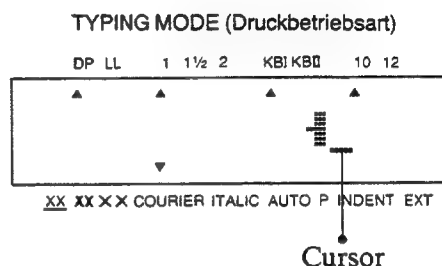 TYPING MODE (Druckbetriebsart)
DP LL 1 1½ 2 KBI KBII 10 12
XX XX XX COURIER ITALIC AUTO P INDENT EXT
Cursor